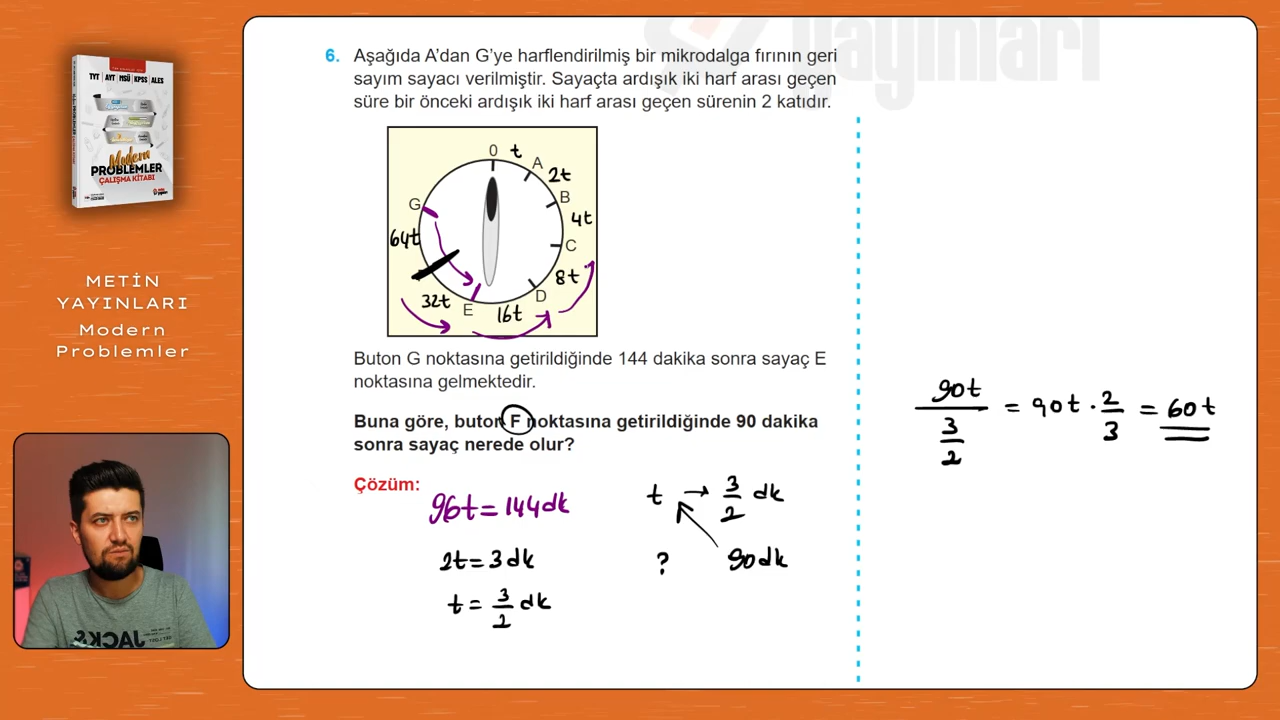 yayınları
TYT | AYT | MSÜ | KPSS | ALES
Modern
PROBLEMLER
ÇALIŞMA KİTABI
METİN
YAYINLARI
Modern
Problemler
6. Aşağıda A'dan G'ye harflendirilmiş bir mikrodalga fırının geri
sayım sayacı verilmiştir. Sayaçta ardışık iki harf arası geçen
süre bir önceki ardışık iki harf arası geçen sürenin 2 katıdır.
0 t
A
2t
B
4t
C
8t
D
16t
E
32t
64t
G
Buton G noktasına getirildiğinde 144 dakika sonra sayaç E
noktasına gelmektedir.
Buna göre, buton F noktasına getirildiğinde 90 dakika
sonra sayaç nerede olur?
Çözüm:
96t = 144dk
2t = 3 dk
t = 3/2 dk
t → 3/2 dk
? 90dk
90t / (3/2) = 90t · 2/3 = 60t
JACKS